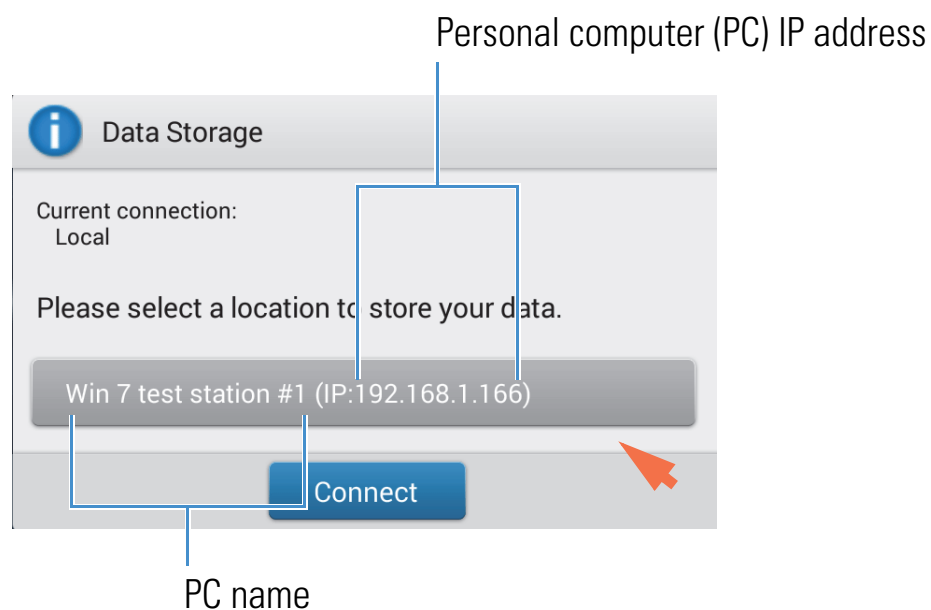 Personal computer (PC) IP address
Data Storage
Current connection:
Local
Please select a location to store your data.
Win 7 test station #1 (IP:192.168.1.166)
Connect
PC name